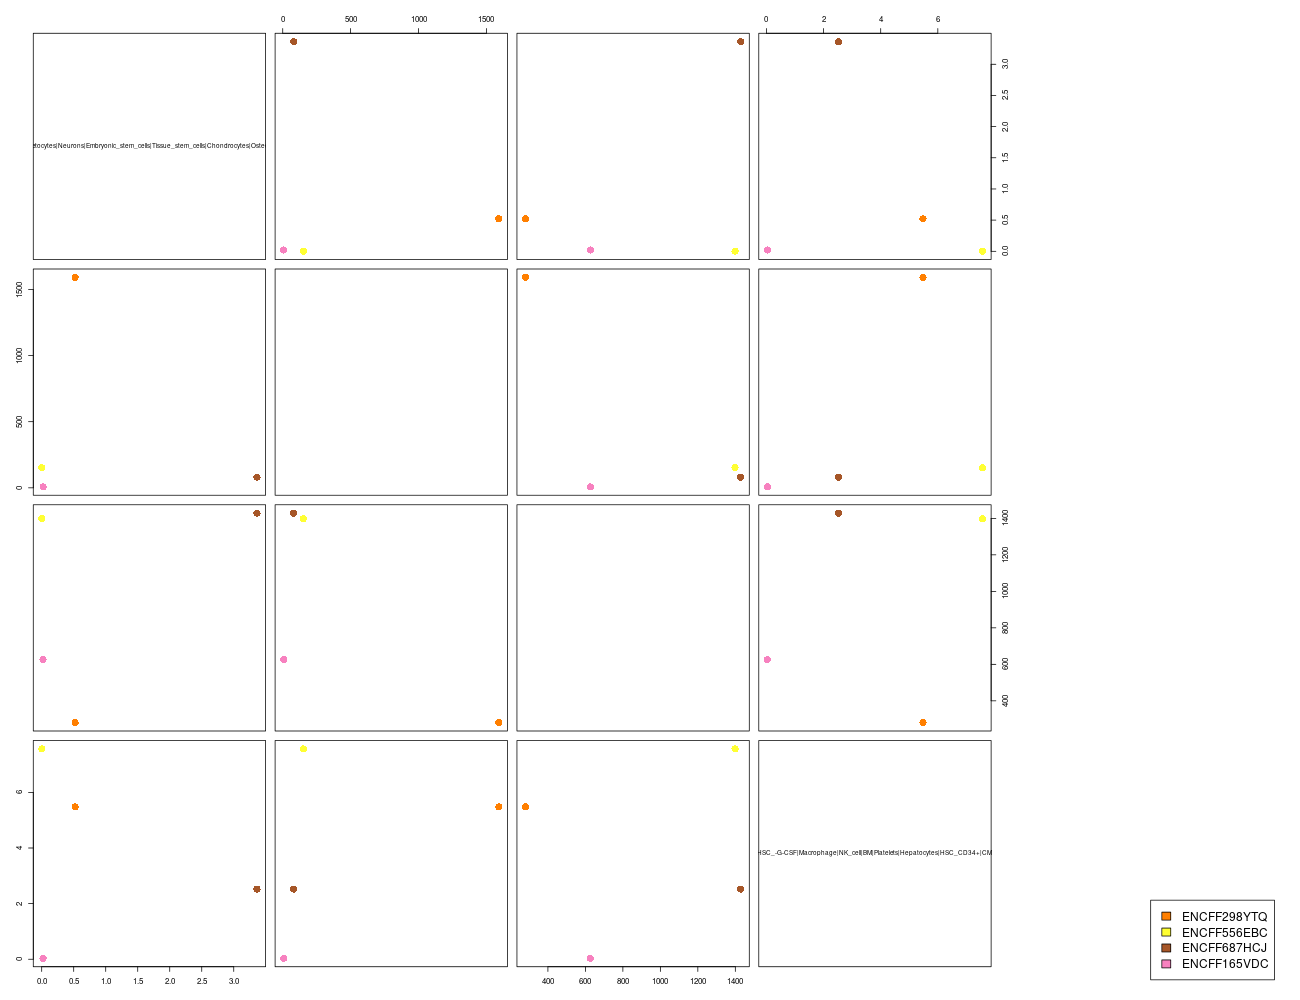 0 500 1000 1500 0 2 4 6
etocytes|Neurons|Embryonic_stem_cells|Tissue_stem_cells|Chondrocytes|Oste
3.0
2.5
2.0
1.5
1.0
0.5
0.0
1500
1000
500
0
1400
1200
1000
800
600
400
6
4
2
0
HSC_-G-CSF|Macrophage|NK_cell|BM|Platelets|Hepatocytes|HSC_CD34+|CM
0.0 0.5 1.0 1.5 2.0 2.5 3.0 400 600 800 1000 1200 1400
ENCFF298YTQ
ENCFF556EBC
ENCFF687HCJ
ENCFF165VDC